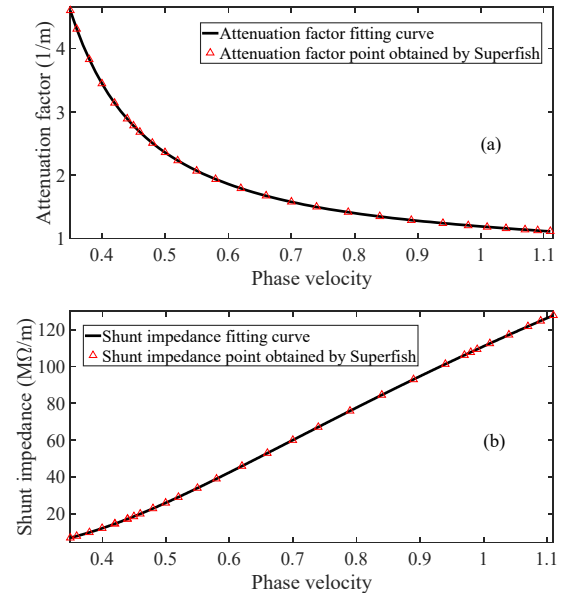 Attenuation factor (1/m)
4
3
2
1
Attenuation factor fitting curve
Attenuation factor point obtained by Superfish
(a)
0.4 0.5 0.6 0.7 0.8 0.9 1 1.1
Phase velocity
Shunt impedance (MΩ/m)
120
100
80
60
40
20
Shunt impedance fitting curve
Shunt impedance point obtained by Superfish
(b)
0.4 0.5 0.6 0.7 0.8 0.9 1 1.1
Phase velocity